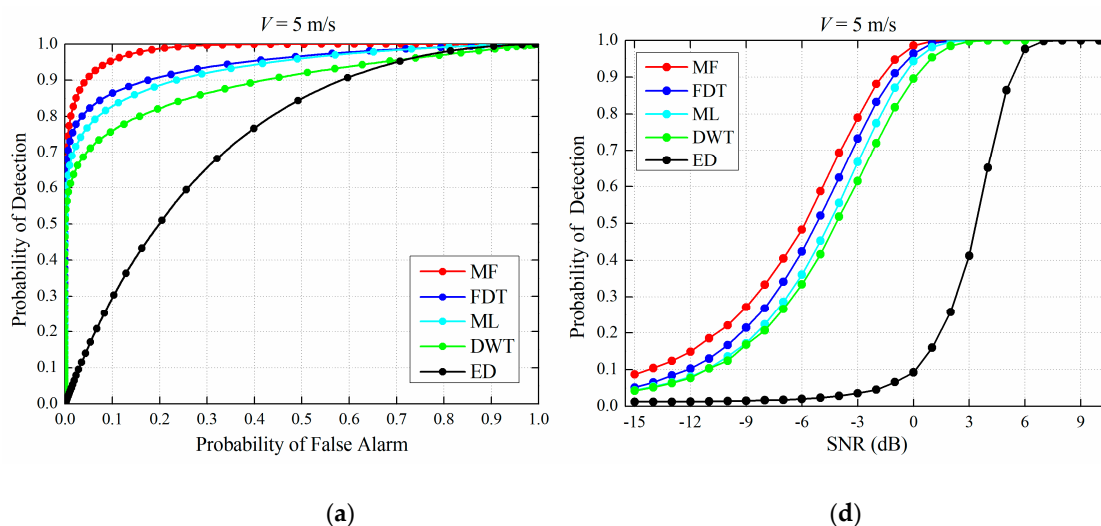 V = 5 m/s
1.0
0.9
0.8
0.7
0.6
0.5
0.4
0.3
0.2
0.1
0.0
Probability of Detection
MF
FDT
ML
DWT
ED
0.0 0.1 0.2 0.3 0.4 0.5 0.6 0.7 0.8 0.9 1.0
Probability of False Alarm
(a)
V = 5 m/s
1.0
0.9
0.8
0.7
0.6
0.5
0.4
0.3
0.2
0.1
0.0
Probability of Detection
MF
FDT
ML
DWT
ED
-15 -12 -9 -6 -3 0 3 6 9
SNR (dB)
(d)